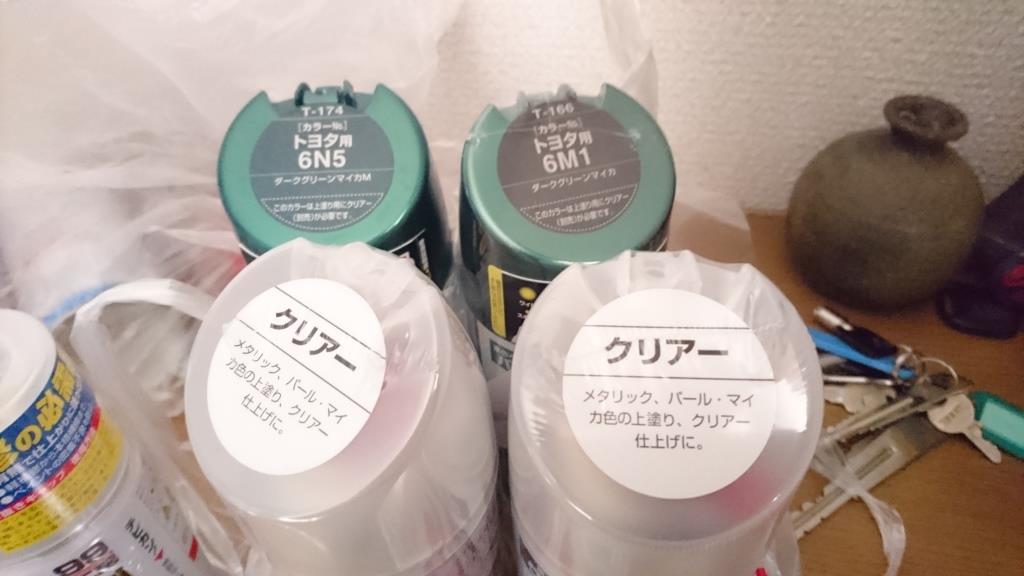 T-174
[カラーNo]
トヨタ用
6N5
ダークグリーンマイカM
このカラーは上塗り用にクリアー
(別売)が必要です。
T-166
[カラーNo]
トヨタ用
6M1
ダークグリーンマイカ
このカラーは上塗り用にクリアー
(別売)が必要です。
クリアー
メタリック、パール・マイ
カ色の上塗り、クリアー
仕上げに。
クリアー
メタリック、パール・マイ
カ色の上塗り、クリアー
仕上げに。
の必